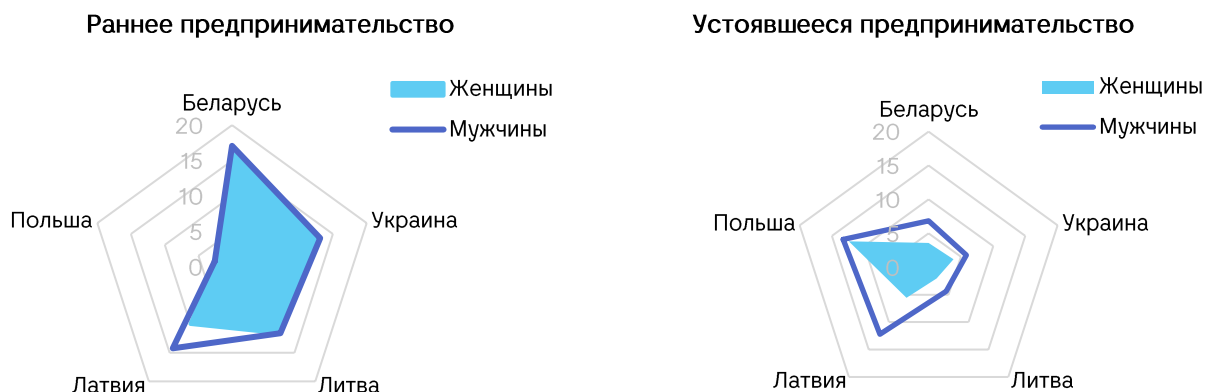 Раннее предпринимательство
Женщины
Мужчины
Беларусь
20
15
10
5
0
Польша
Украина
Латвия
Литва
Устоявшееся предпринимательство
Женщины
Мужчины
Беларусь
20
15
10
5
0
Польша
Украина
Латвия
Литва